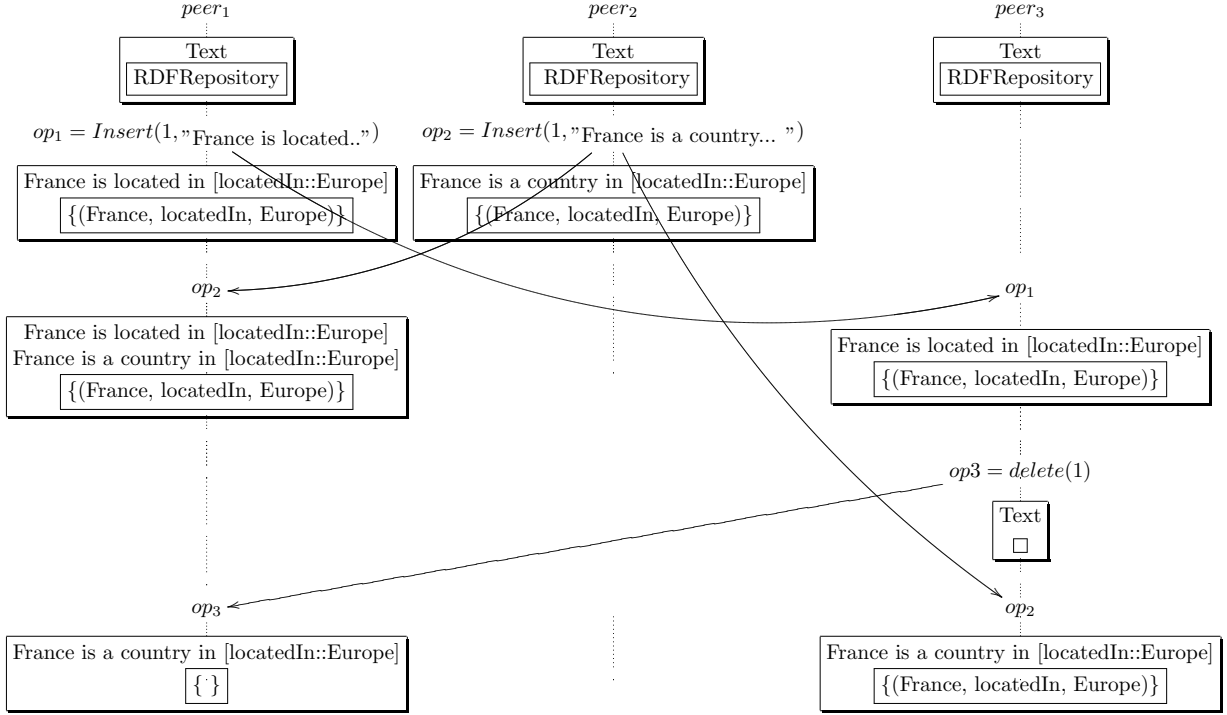 peer1 peer2 peer3
Text Text Text
RDFRepository RDFRepository RDFRepository
op1 = Insert(1,"France is located..") op2 = Insert(1,"France is a country... ")
France is located in [locatedIn::Europe] France is a country in [locatedIn::Europe]
{(France, locatedIn, Europe)} {(France, locatedIn, Europe)}
op2 op1
France is located in [locatedIn::Europe]
France is a country in [locatedIn::Europe]
{(France, locatedIn, Europe)}
France is located in [locatedIn::Europe]
{(France, locatedIn, Europe)}
op3 = delete(1)
Text
op3 op2
France is a country in [locatedIn::Europe] France is a country in [locatedIn::Europe]
{ } {(France, locatedIn, Europe)}